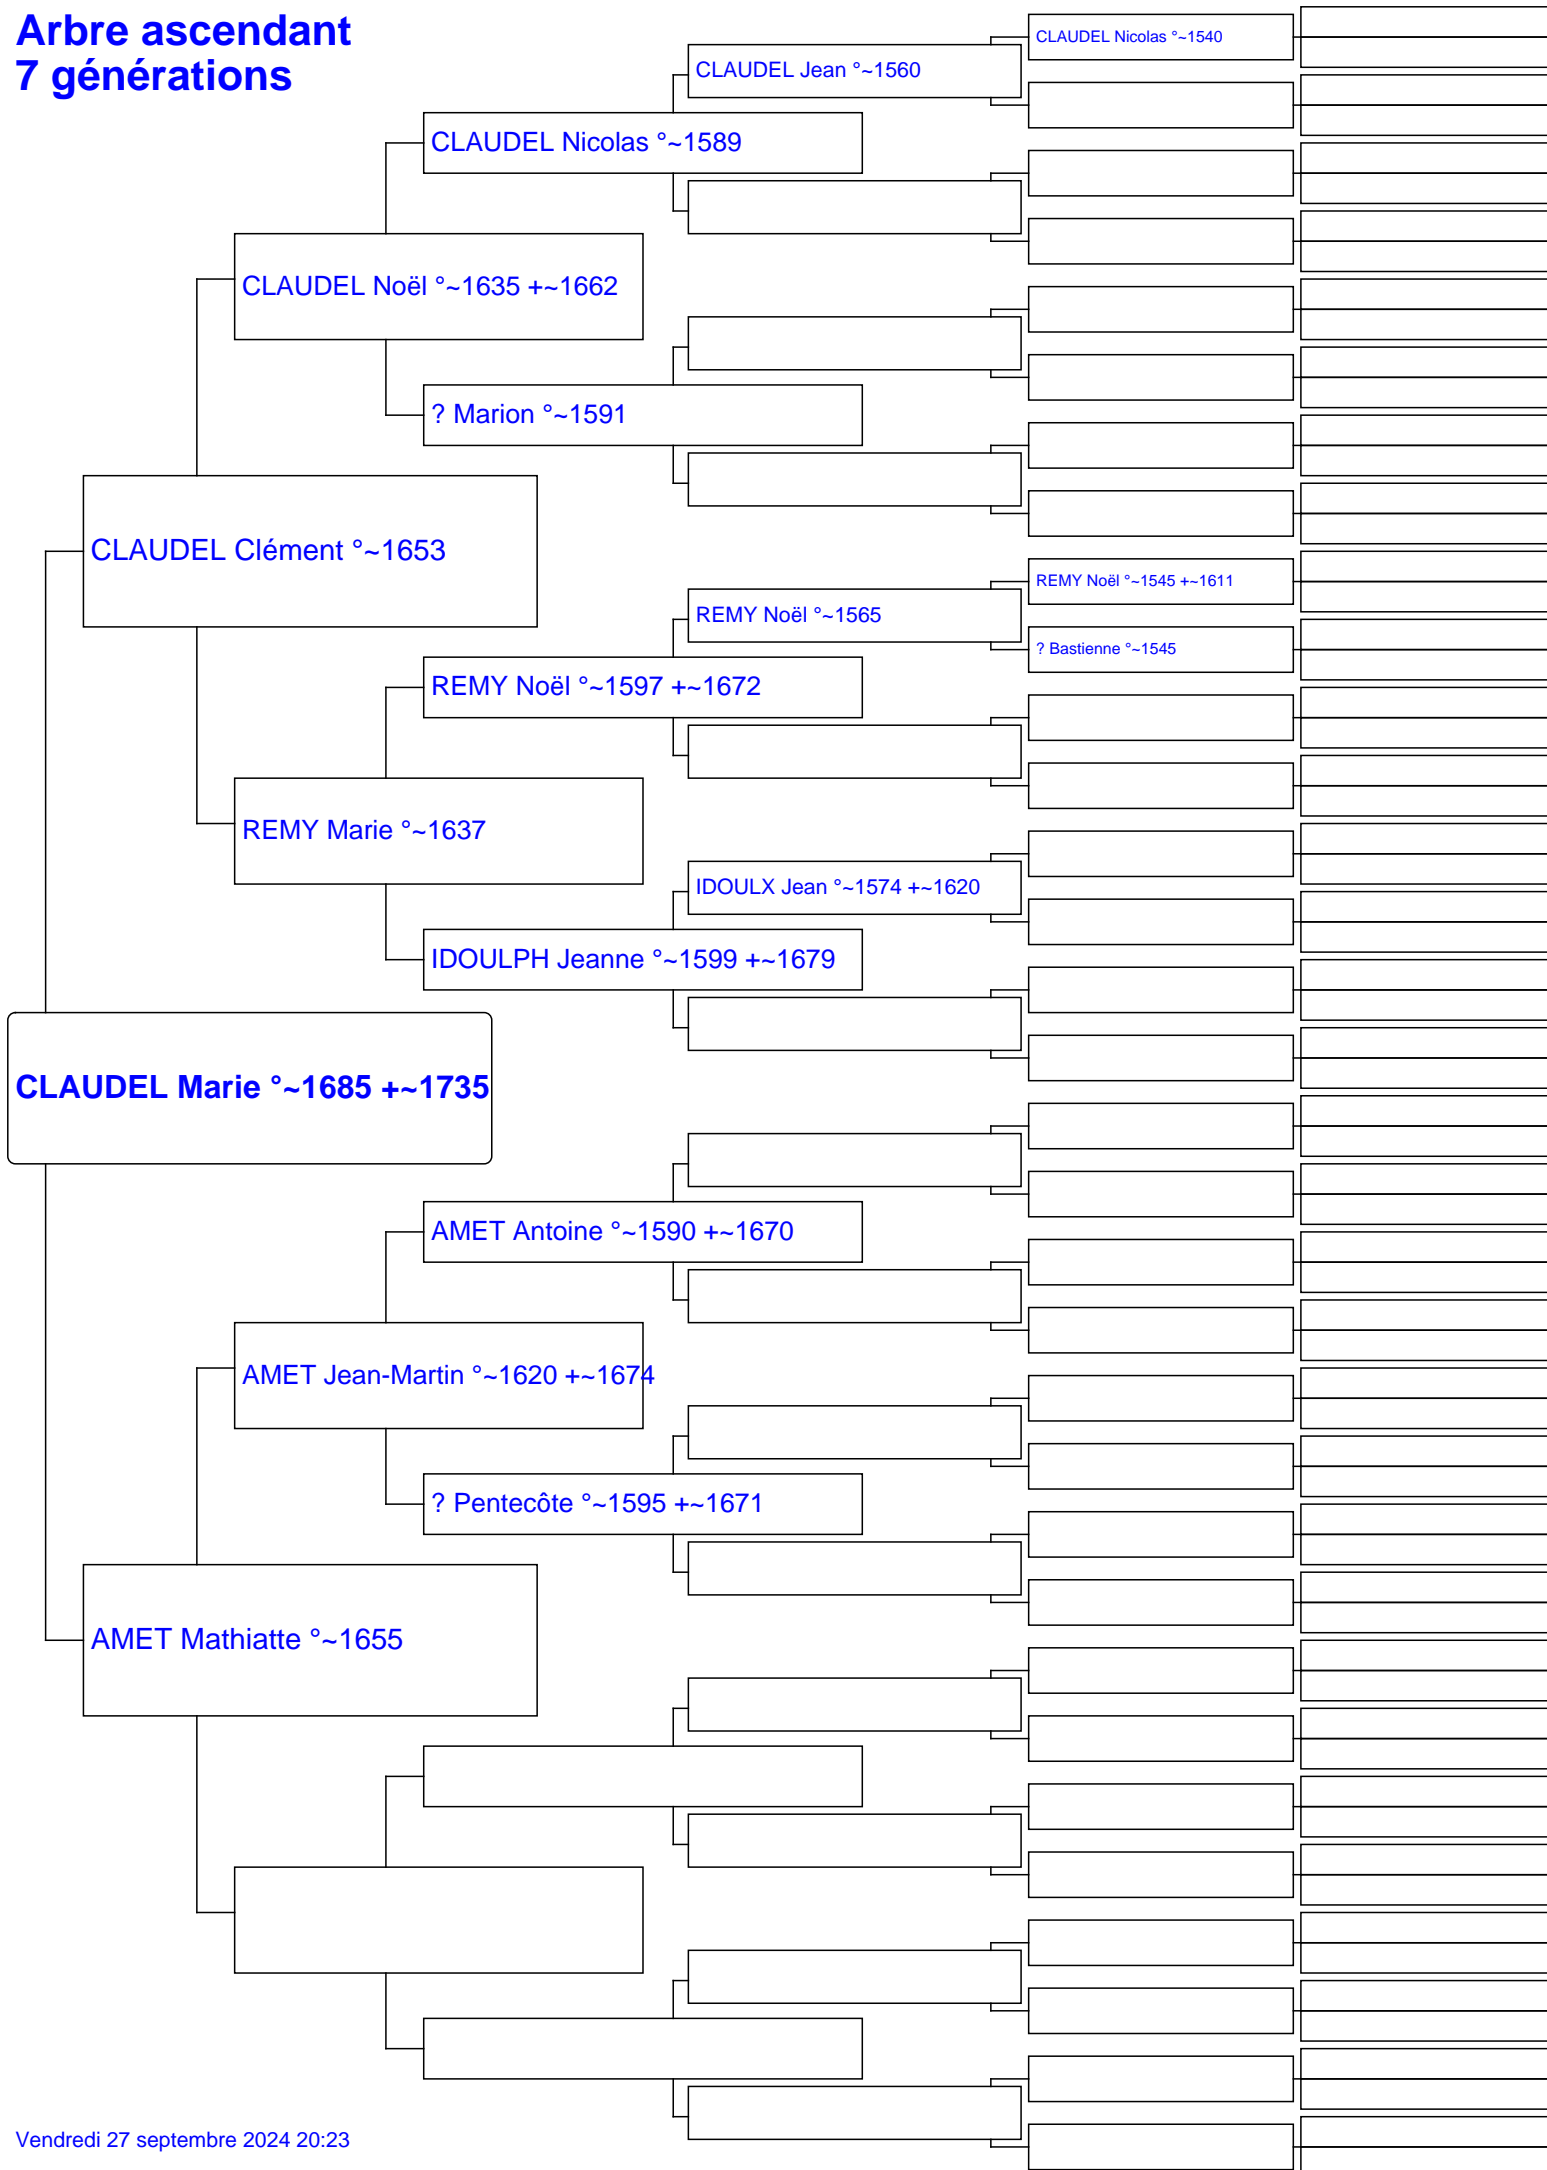 Arbre ascendant
7 générations
CLAUDEL Nicolas °~1540
CLAUDEL Jean °~1560
CLAUDEL Nicolas °~1589
CLAUDEL Noël °~1635 +~1662
? Marion °~1591
CLAUDEL Clément °~1653
REMY Noël °~1545 +~1611
REMY Noël °~1565
? Bastienne °~1545
REMY Noël °~1597 +~1672
REMY Marie °~1637
IDOULX Jean °~1574 +~1620
IDOULPH Jeanne °~1599 +~1679
CLAUDEL Marie °~1685 +~1735
AMET Antoine °~1590 +~1670
AMET Jean-Martin °~1620 +~1674
? Pentecôte °~1595 +~1671
AMET Mathiatte °~1655
Vendredi 27 septembre 2024 20:23